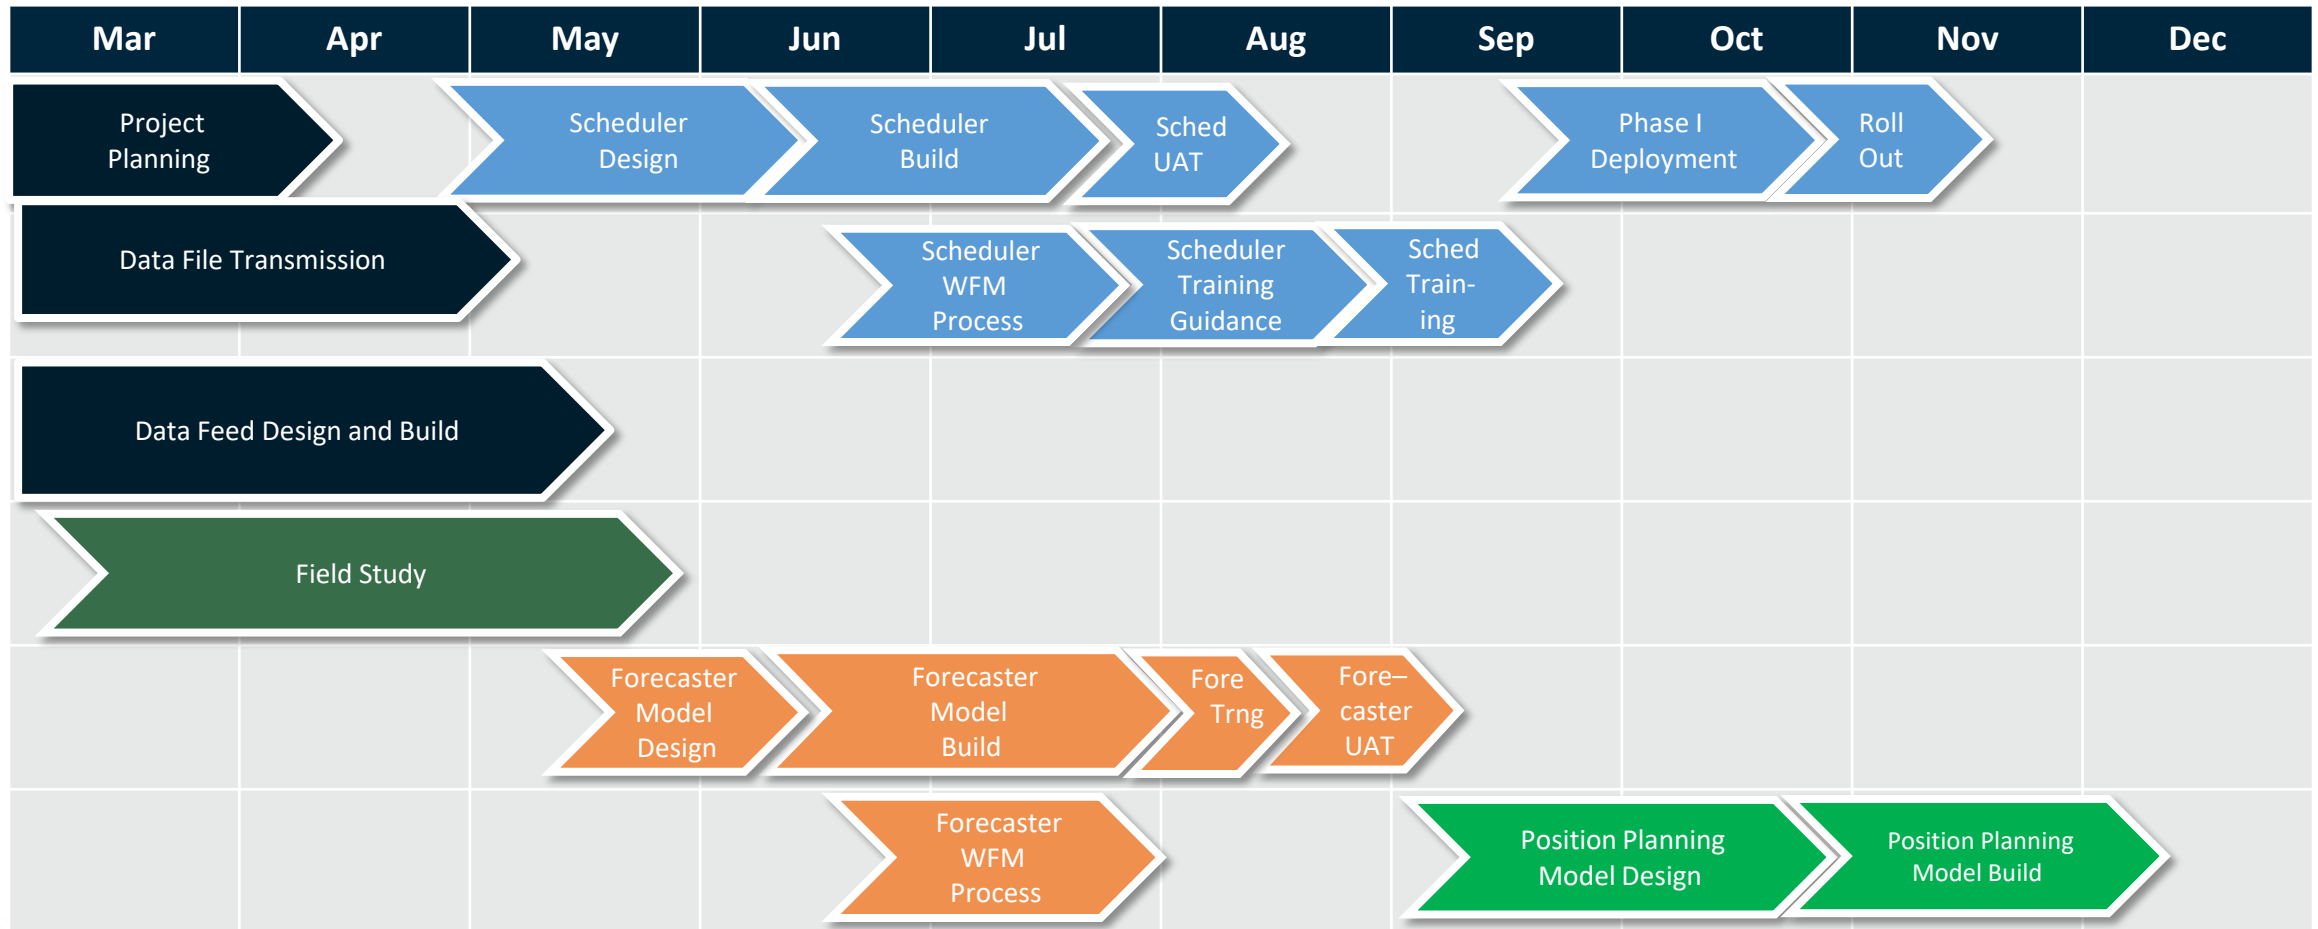 Mar Apr May Jun Jul Aug Sep Oct Nov Dec
Project
Planning
Scheduler
Design
Scheduler
Build
Sched
UAT
Phase I
Deployment
Roll
Out
Data File Transmission
Scheduler
WFM
Process
Scheduler
Training
Guidance
Sched
Train-
ing
Data Feed Design and Build
Field Study
Forecaster
Model
Design
Forecaster
Model
Build
Fore
Trng
Fore–
caster
UAT
Forecaster
WFM
Process
Position Planning
Model Design
Position Planning
Model Build